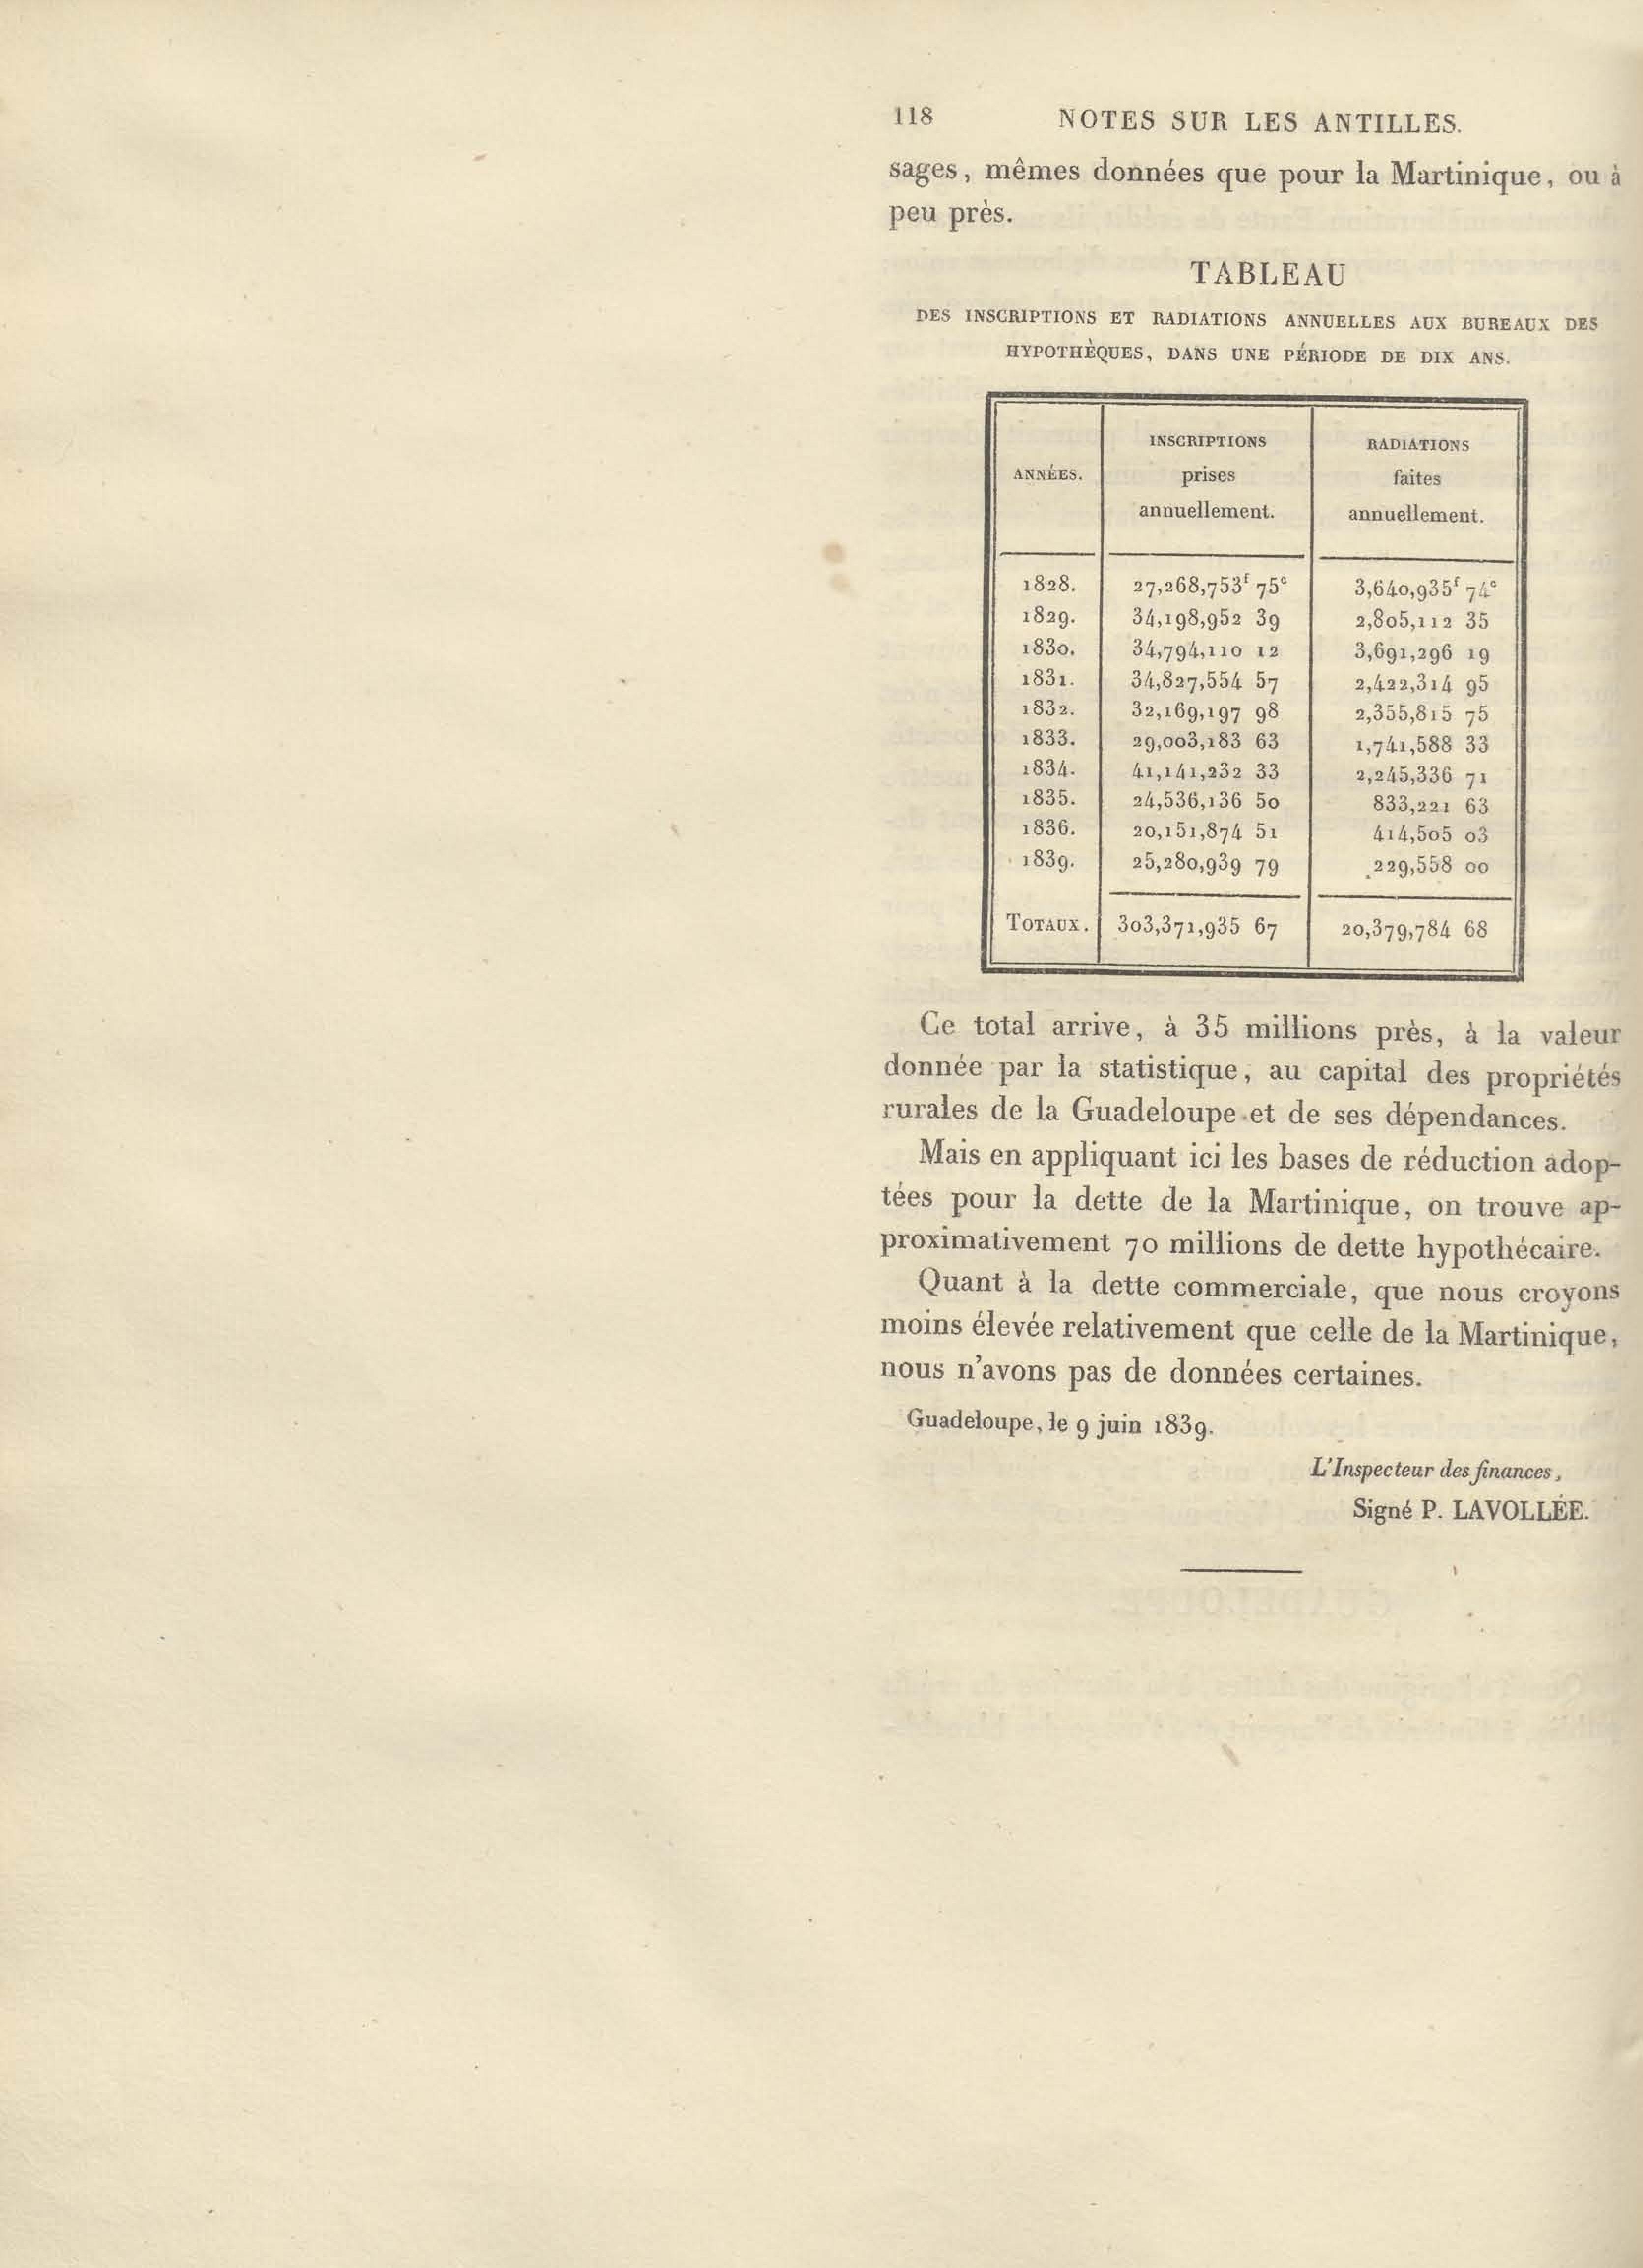 118 NOTES SUR LES ANTILLES.
sages, mêmes données que pour la Martinique, ou à
peu près.
TABLEAU
DES INSCRIPTIONS ET RADIATIONS ANNUELLES AUX BUREAUX DES
HYPOTHÈQUES, DANS UNE PÉRIODE DE DIX ANS.
ANNÉES. INSCRIPTIONS prises annuellement. RADIATIONS faites annuellement.
1828. 27,268,753f 75c 3,640,935f 74c
1829. 34,198,952 39 2,805,112 35
1830. 34,794,110 12 3,691,296 19
1831. 34,827,554 57 2,422,314 95
1832. 32,169,197 98 2,355,815 75
1833. 29,003,183 63 1,741,588 33
1834. 41,141,232 33 2,245,336 71
1835. 24,536,136 50 833,221 63
1836. 20,151,874 51 414,505 03
1839. 25,280,939 79 229,558 00
TOTAUX. 303,371,935 67 20,379,784 68
Ce total arrive, à 35 millions près, à la valeur
donnée par la statistique, au capital des propriétés
rurales de la Guadeloupe et de ses dépendances.
Mais en appliquant ici les bases de réduction adop-
tées pour la dette de la Martinique, on trouve ap-
proximativement 70 millions de dette hypothécaire.
Quant à la dette commerciale, que nous croyons
moins élevée relativement que celle de la Martinique,
nous n'avons pas de données certaines.
Guadeloupe, le 9 juin 1839.
L'Inspecteur des finances,
Signé P. LAVOLLÉE.